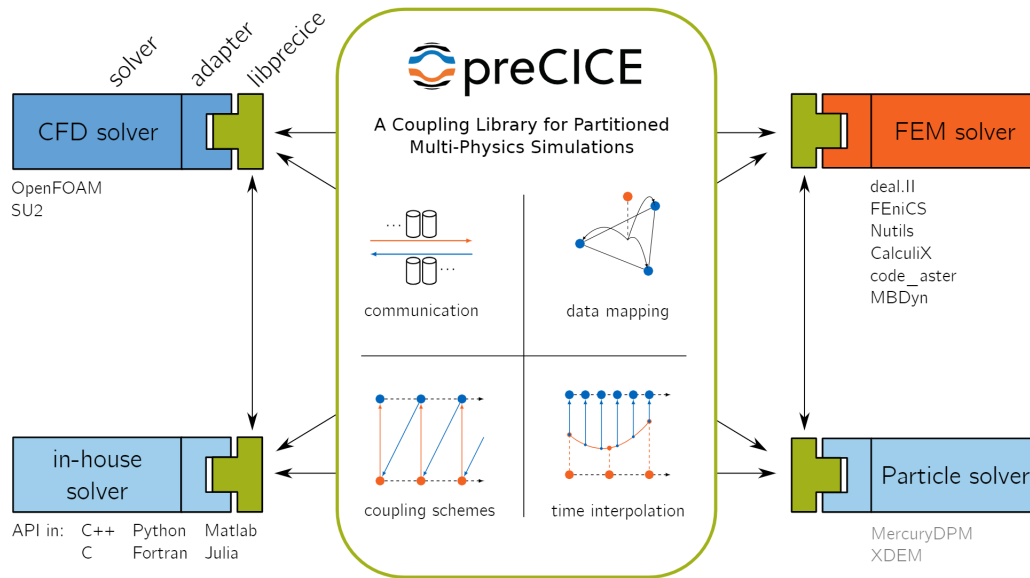 solver
adapter
libprecice
preCICE
A Coupling Library for Partitioned
Multi-Physics Simulations
CFD solver
OpenFOAM
SU2
FEM solver
deal.II
FEniCS
Nutils
CalculiX
code_aster
MBDyn
...
...
communication
data mapping
coupling schemes
time interpolation
in-house
solver
API in: C++ Python Matlab
C Fortran Julia
Particle solver
MercuryDPM
XDEM